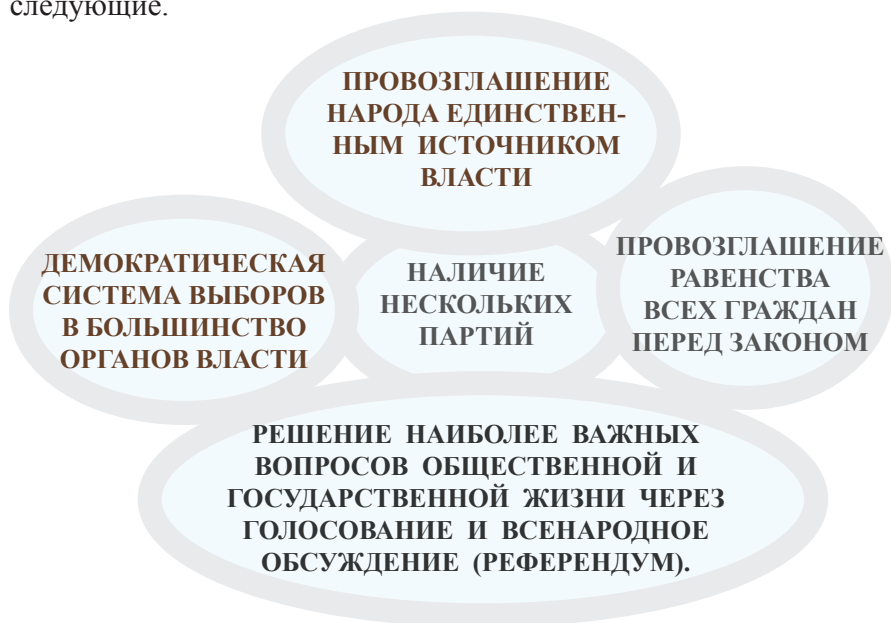 следующие.
ПРОВОЗГЛАШЕНИЕ
НАРОДА ЕДИНСТВЕН-
НЫМ ИСТОЧНИКОМ
ВЛАСТИ
ДЕМОКРАТИЧЕСКАЯ
СИСТЕМА ВЫБОРОВ
В БОЛЬШИНСТВО
ОРГАНОВ ВЛАСТИ
НАЛИЧИЕ
НЕСКОЛЬКИХ
ПАРТИЙ
ПРОВОЗГЛАШЕНИЕ
РАВЕНСТВА
ВСЕХ ГРАЖДАН
ПЕРЕД ЗАКОНОМ
РЕШЕНИЕ НАИБОЛЕЕ ВАЖНЫХ
ВОПРОСОВ ОБЩЕСТВЕННОЙ И
ГОСУДАРСТВЕННОЙ ЖИЗНИ ЧЕРЕЗ
ГОЛОСОВАНИЕ И ВСЕНАРОДНОЕ
ОБСУЖДЕНИЕ (РЕФЕРЕНДУМ).